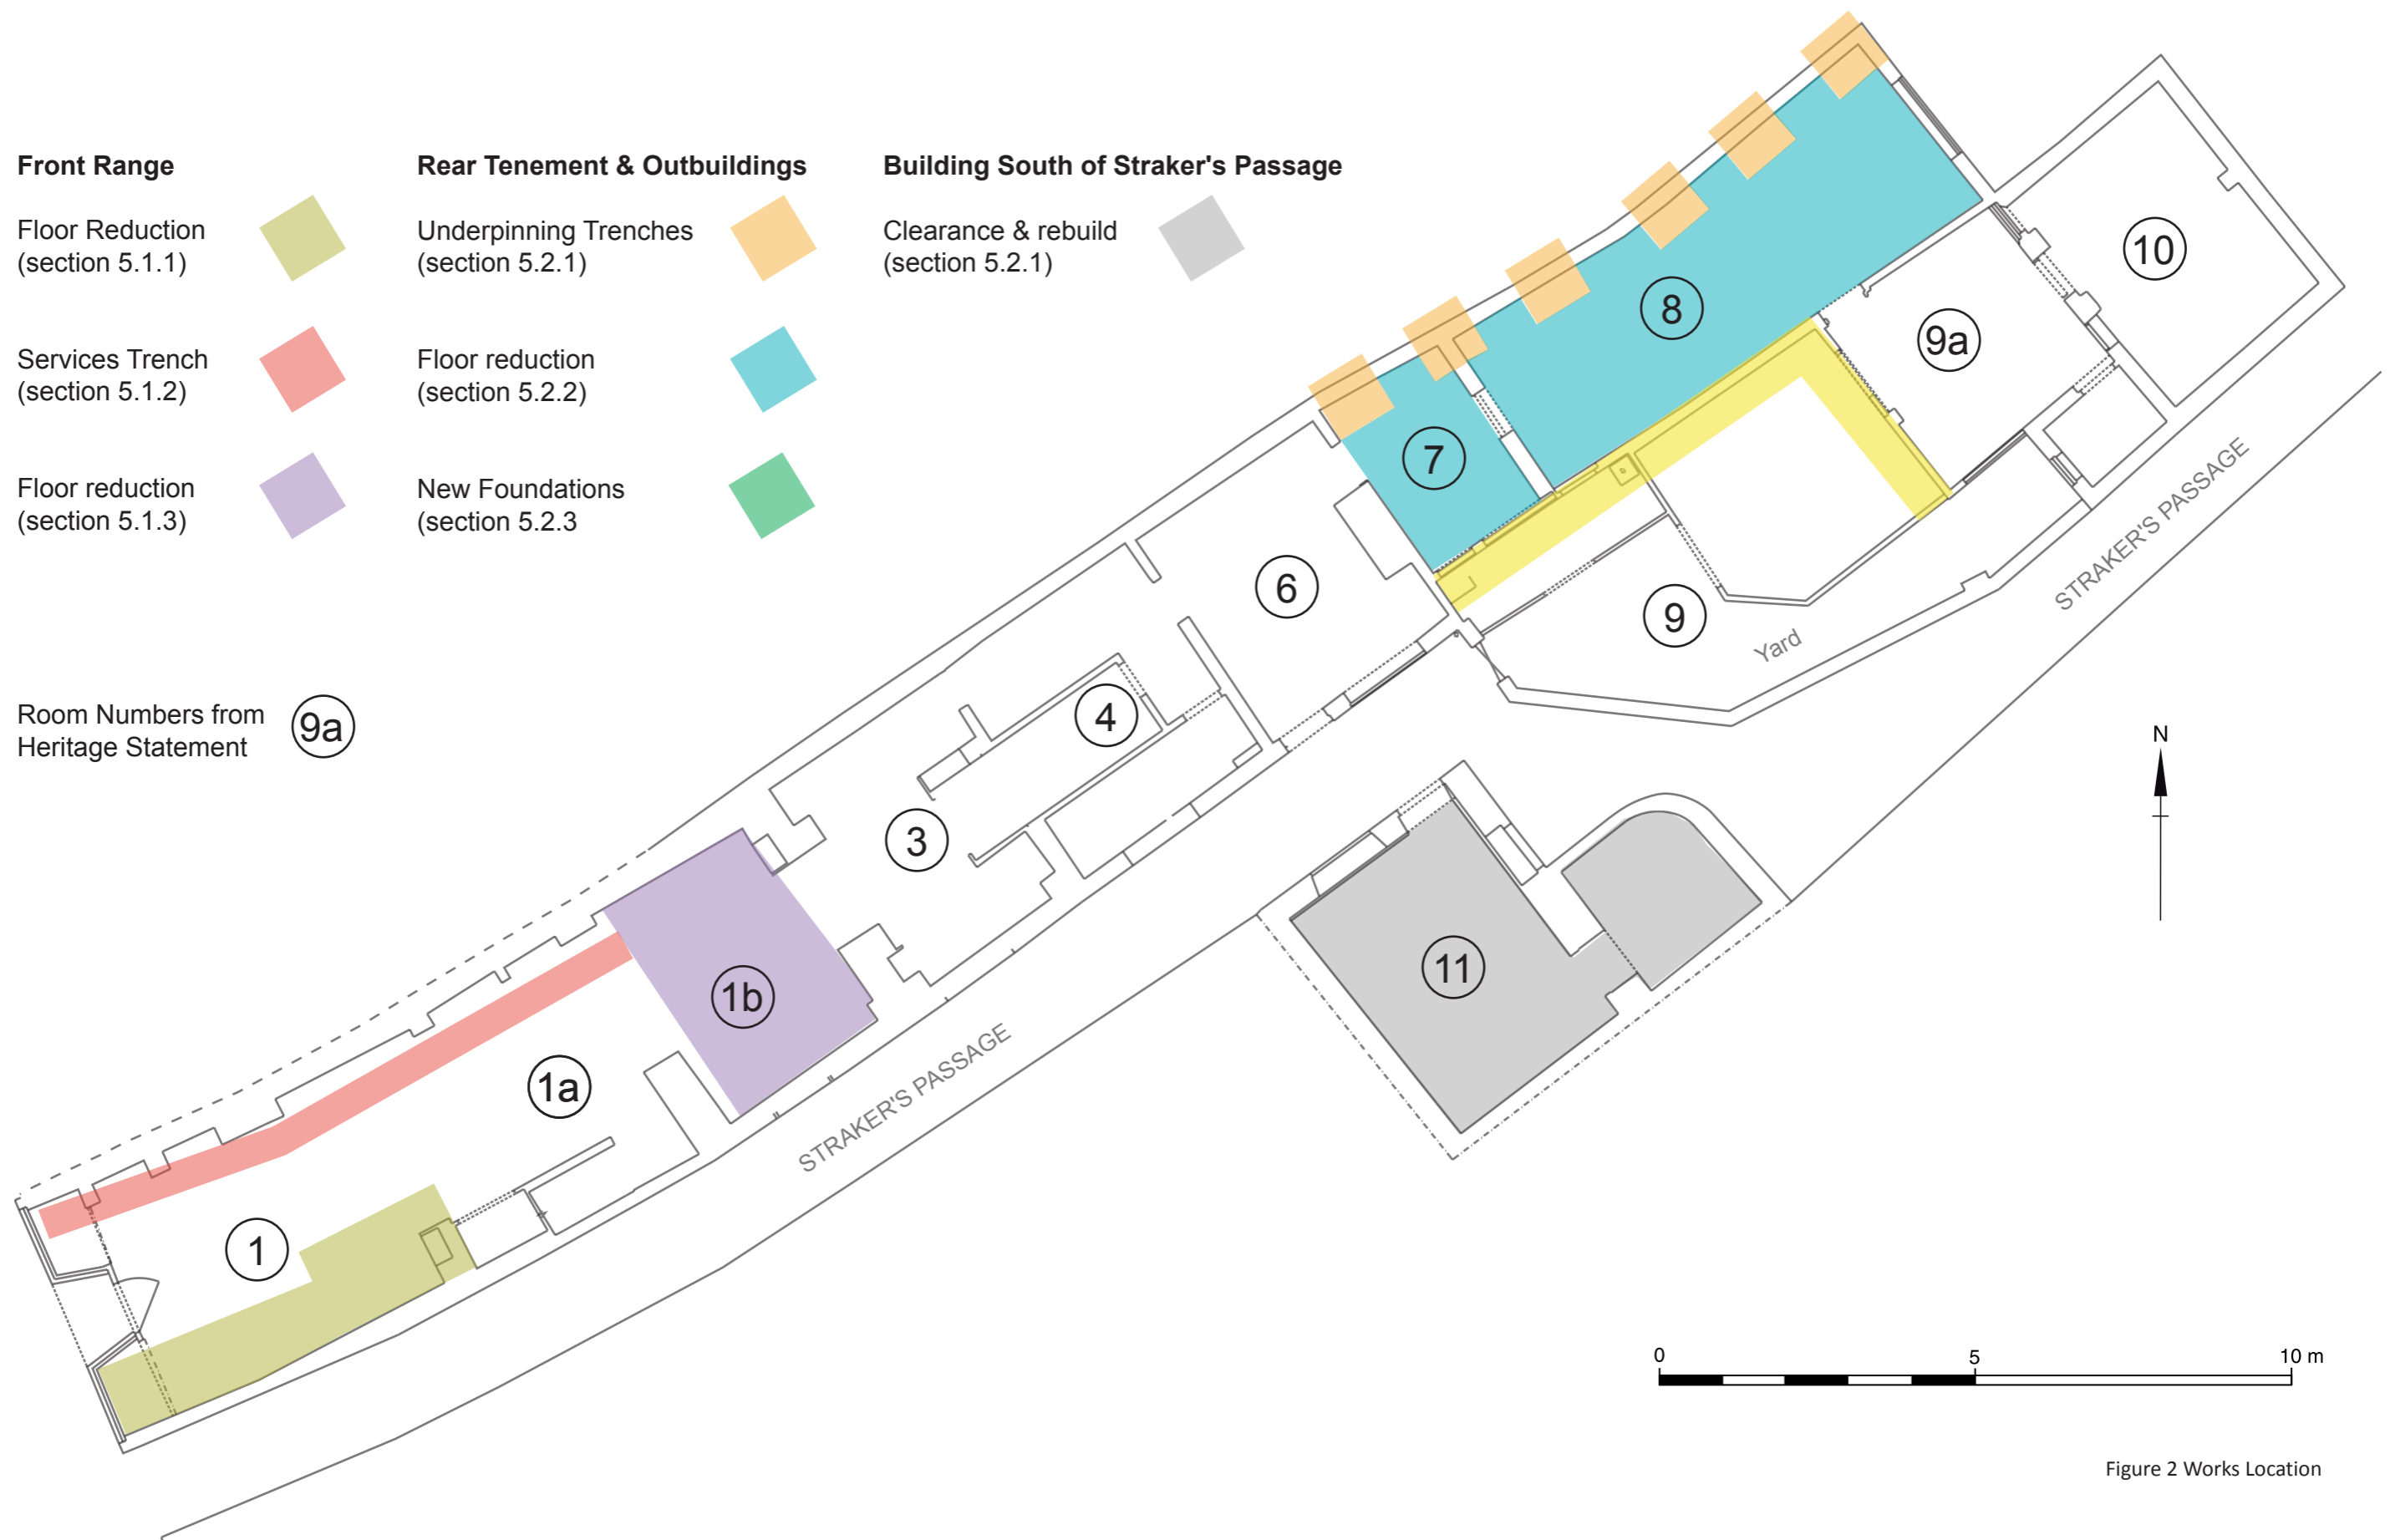 Front Range
Floor Reduction
(section 5.1.1)
Services Trench
(section 5.1.2)
Floor reduction
(section 5.1.3)
Rear Tenement & Outbuildings
Underpinning Trenches
(section 5.2.1)
Floor reduction
(section 5.2.2)
New Foundations
(section 5.2.3
Building South of Straker's Passage
Clearance & rebuild
(section 5.2.1)
Room Numbers from
Heritage Statement
9a
10
8
9a
7
6
9
Yard
STRAKER'S PASSAGE
4
3
N
11
1b
1a
STRAKER'S PASSAGE
1
0 5 10 m
Figure 2 Works Location